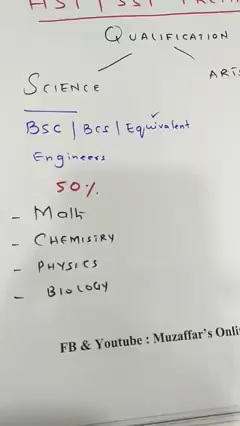 QUALIFICATION
SCIENCE
BSC | BCS | Equivalent
Engineers
50%
- Math
- CHEMISTRY
- PHYSICS
- BIOLOGY
FB & Youtube : Muzaffar's